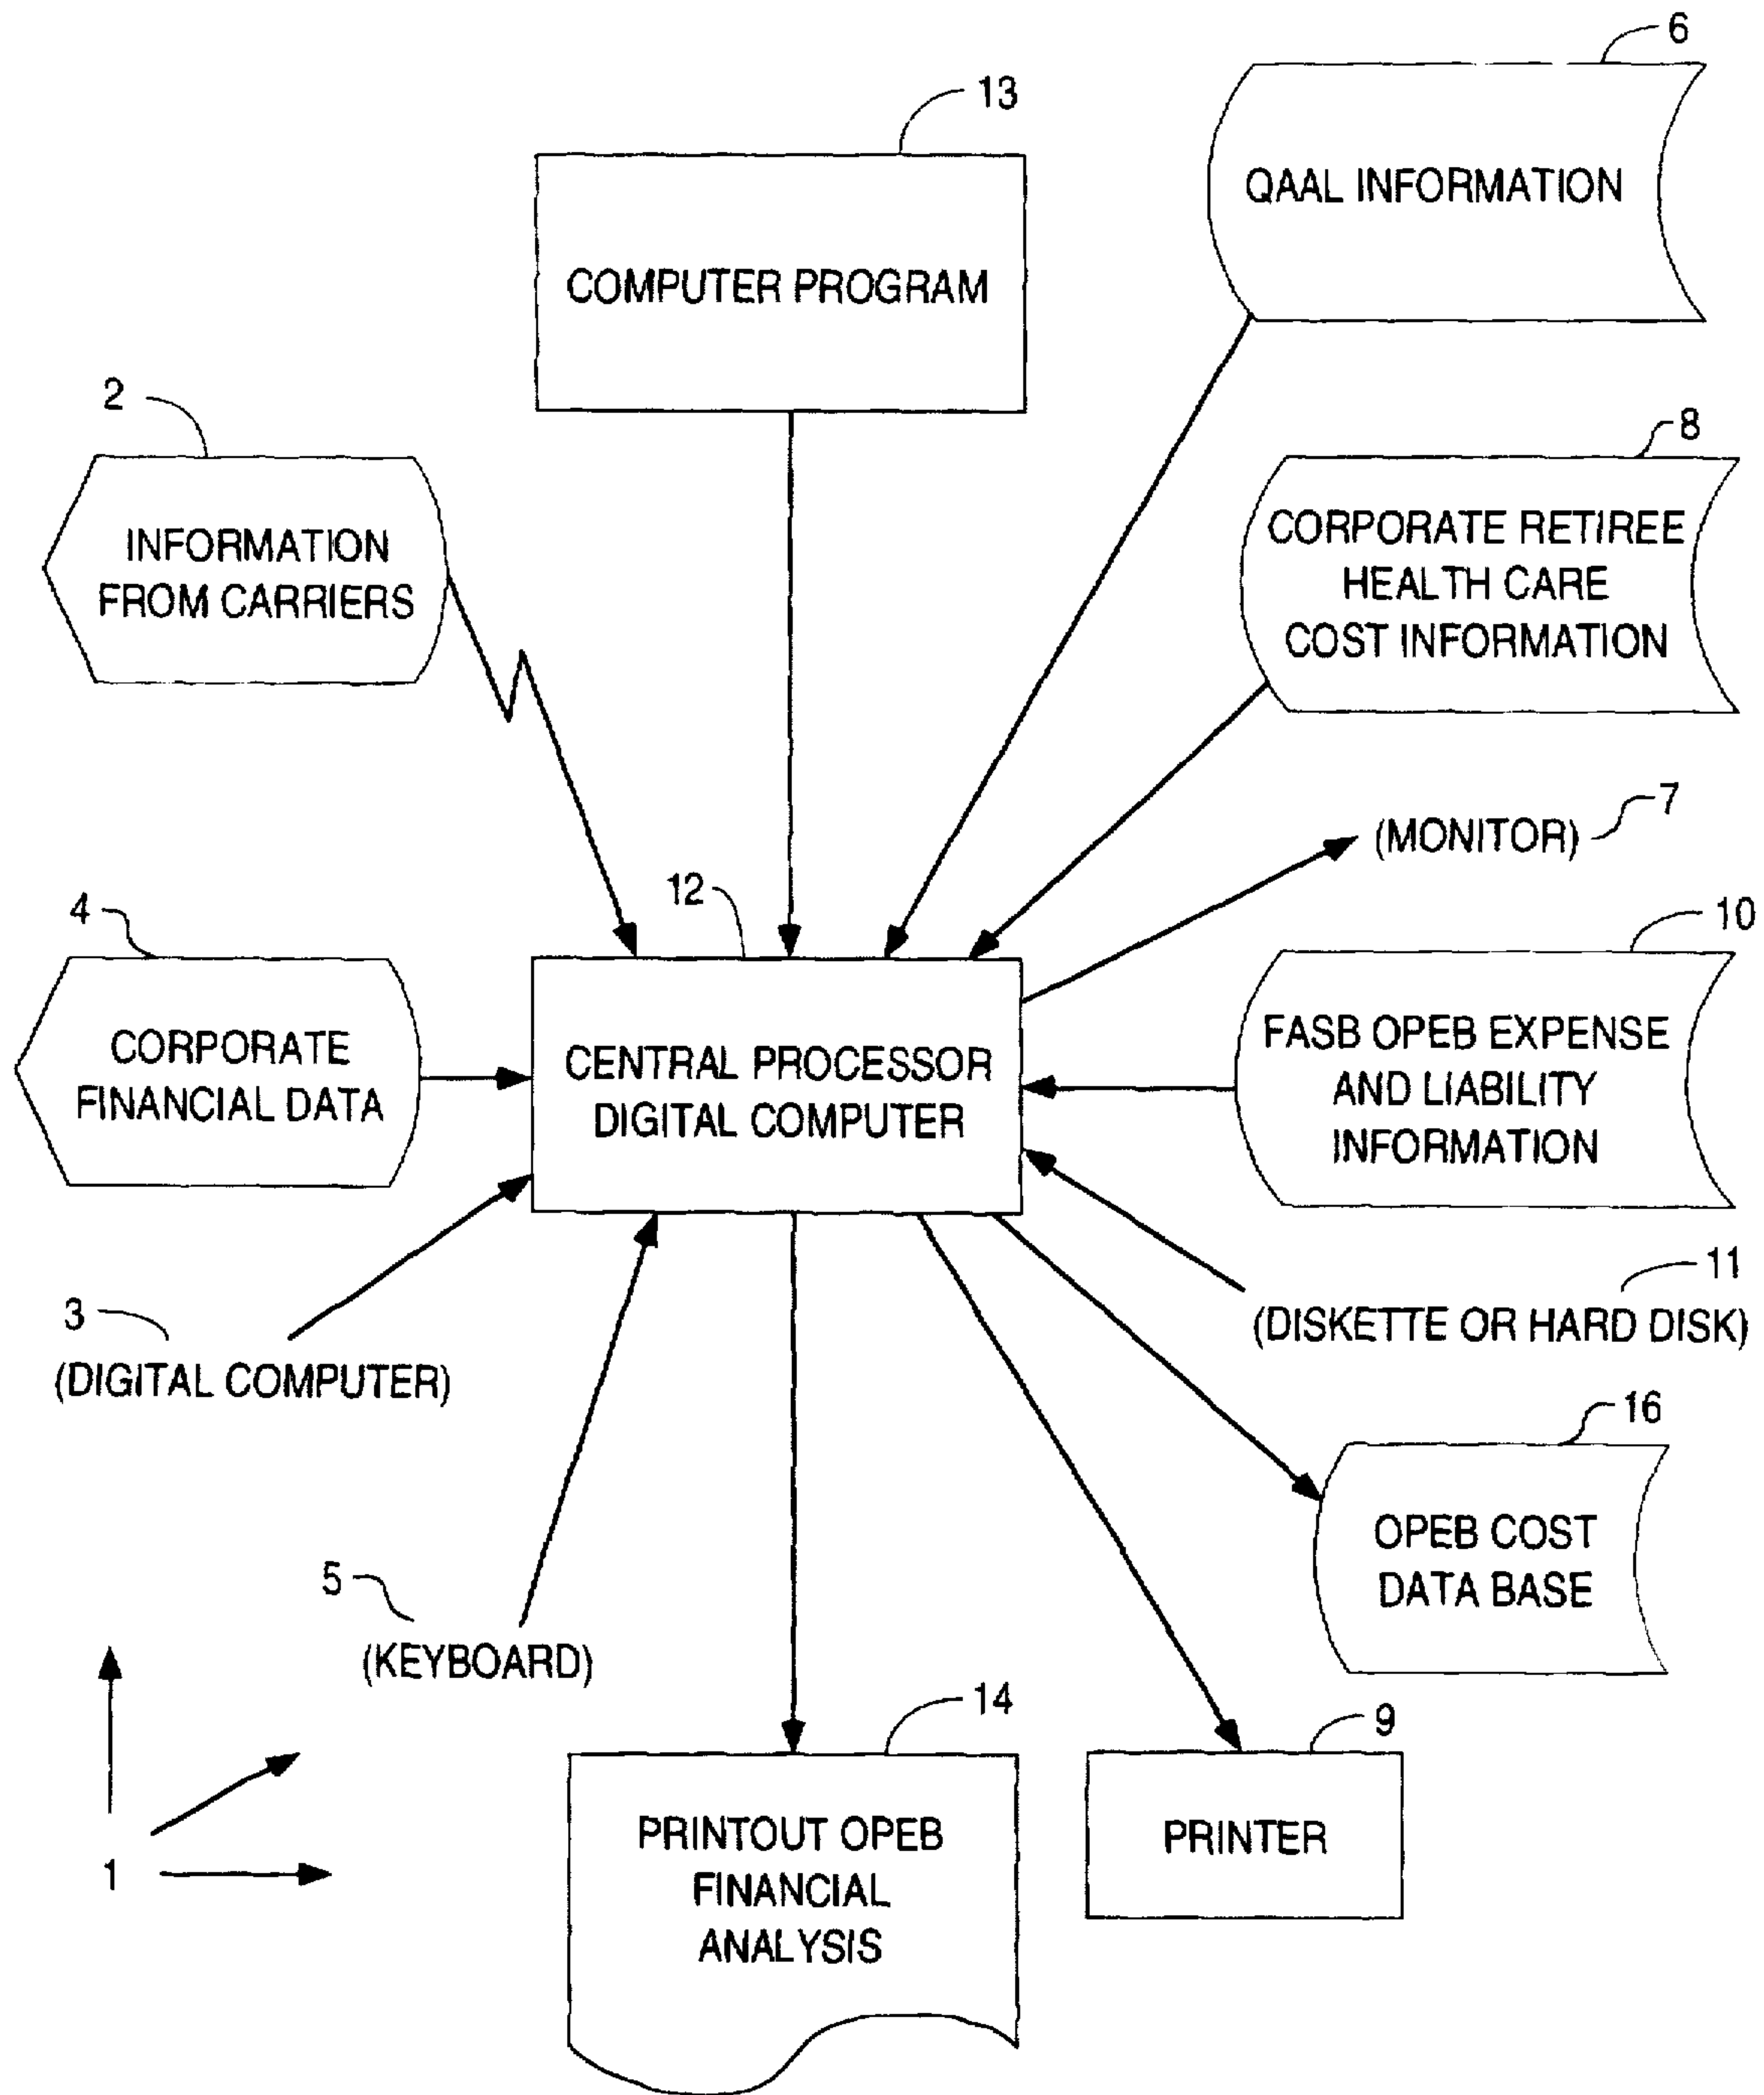 6
13
QAAL INFORMATION
COMPUTER PROGRAM
2
8
INFORMATION
FROM CARRIERS
CORPORATE RETIREE
HEALTH CARE
COST INFORMATION
7
(MONITOR)
12
4
10
CORPORATE
FINANCIAL DATA
CENTRAL PROCESSOR
DIGITAL COMPUTER
FASB OPEB EXPENSE
AND LIABILITY
INFORMATION
11
3
(DISKETTE OR HARD DISK)
(DIGITAL COMPUTER)
16
OPEB COST
DATA BASE
5
(KEYBOARD)
14
9
1
PRINTOUT OPEB
FINANCIAL
ANALYSIS
PRINTER